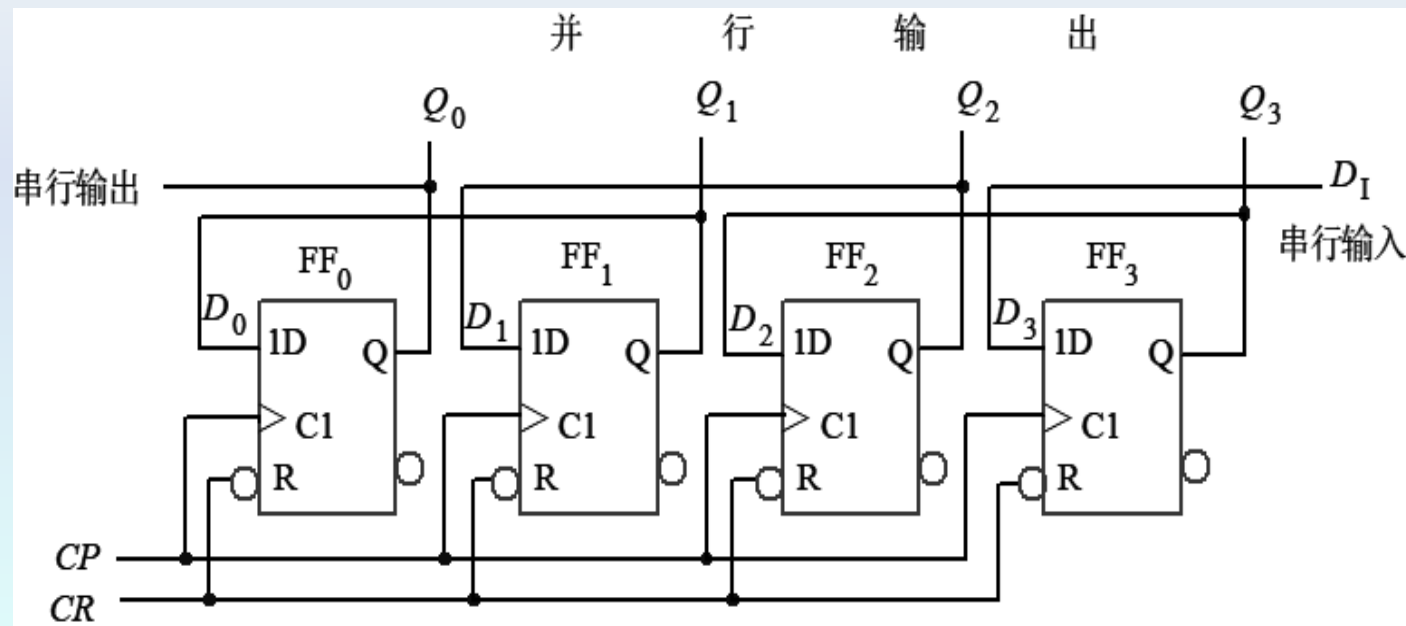 并 行 输 出
Q0 Q1 Q2 Q3
串行输出 DI
串行输入
FF0 FF1 FF2 FF3
D0 D1 D2 D3
1D Q 1D Q 1D Q 1D Q
C1 C1 C1 C1
R R R R
CP
CR